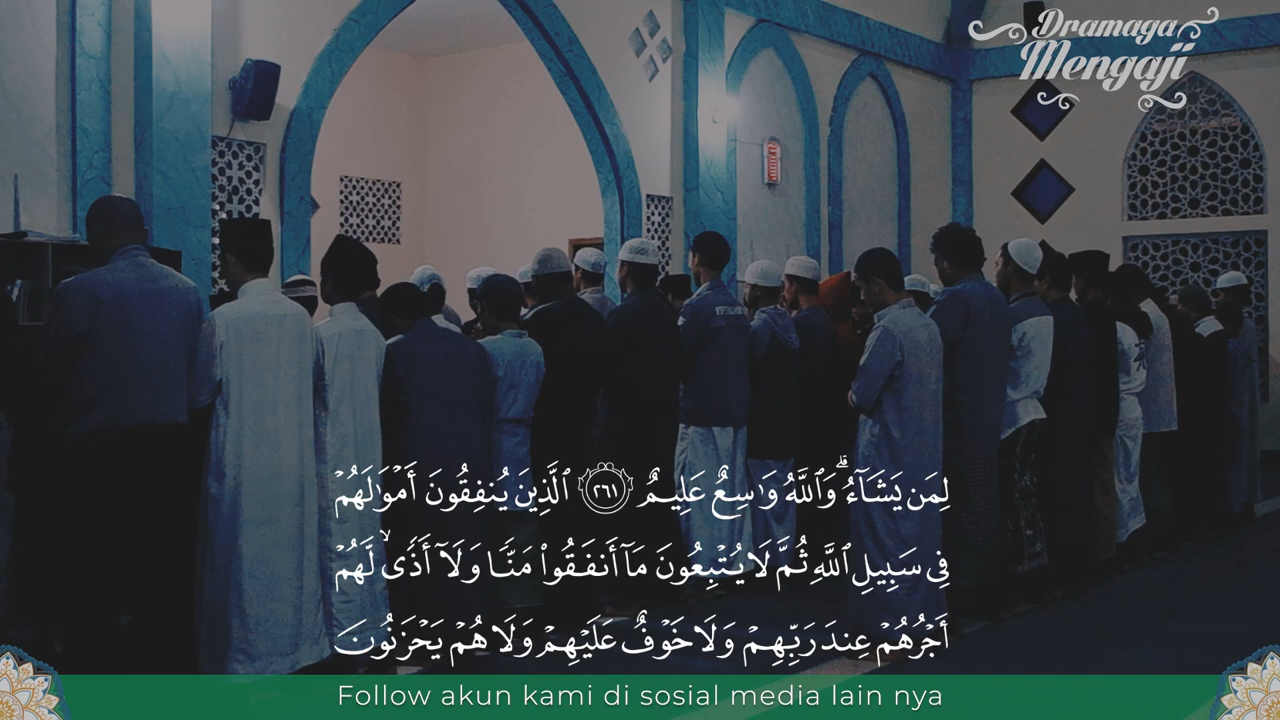 Dramaga
Mengaji
لِمَن يَشَآءُ ۗ وَٱللَّهُ وَٰسِعٌ عَلِيمٌ ٢٦١ ٱلَّذِينَ يُنفِقُونَ أَمْوَٰلَهُمْ
فِى سَبِيلِ ٱللَّهِ ثُمَّ لَا يُتْبِعُونَ مَآ أَنفَقُوا۟ مَنًّا وَلَآ أَذًى ۙ لَّهُمْ
أَجْرُهُمْ عِندَ رَبِّهِمْ وَلَا خَوْفٌ عَلَيْهِمْ وَلَا هُمْ يَحْزَنُونَ
Follow akun kami di sosial media lain nya